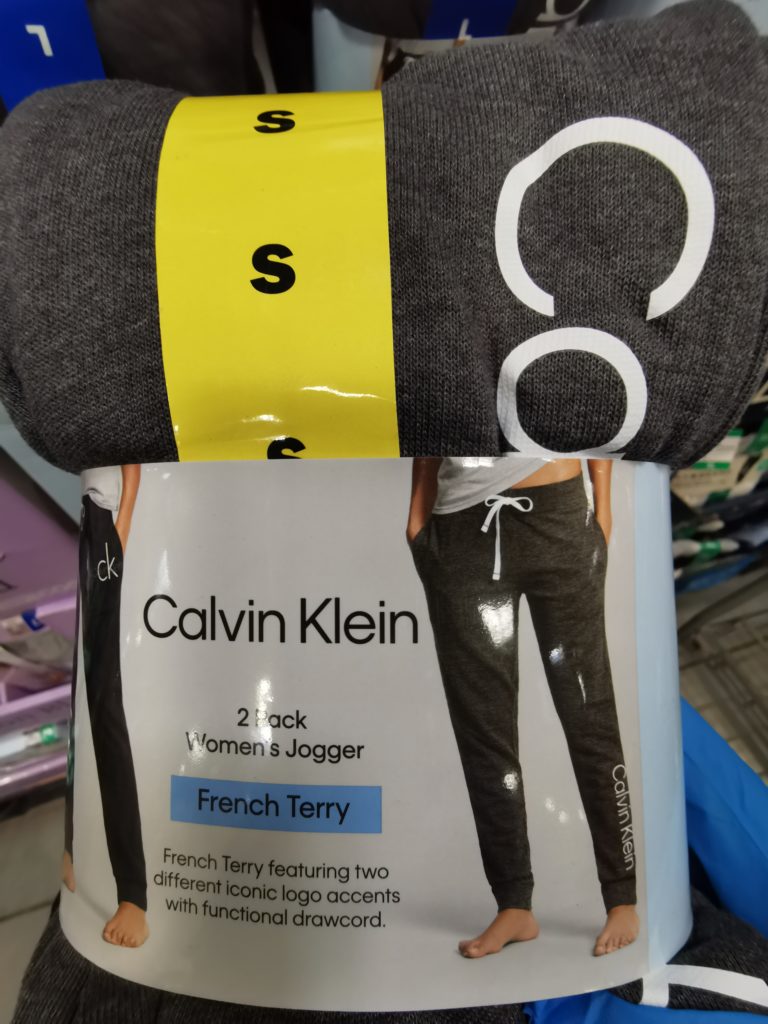 L
S
S
S
Ca
ck
Calvin Klein
2 Pack
Women's Jogger
French Terry
French Terry featuring two
different iconic logo accents
with functional drawcord.
Calvin Klein